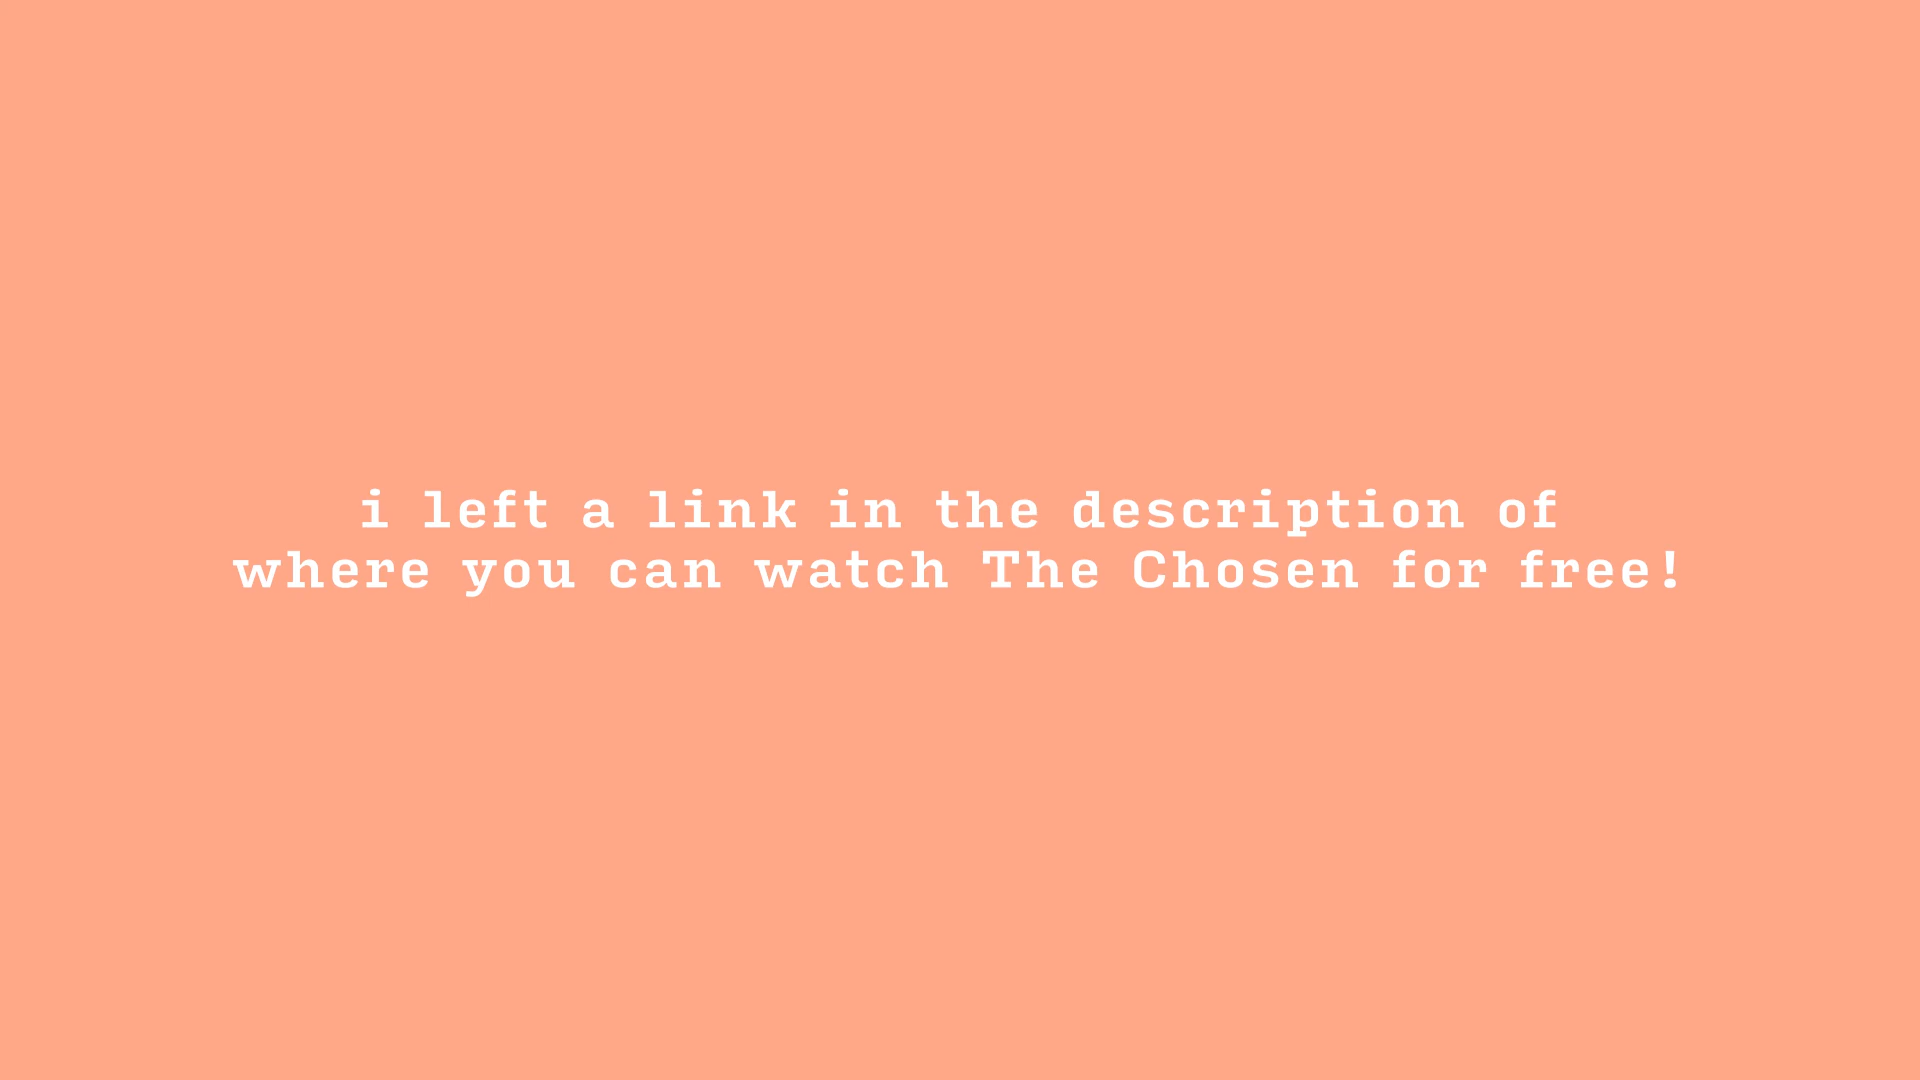 i left a link in the description of
where you can watch The Chosen for free!